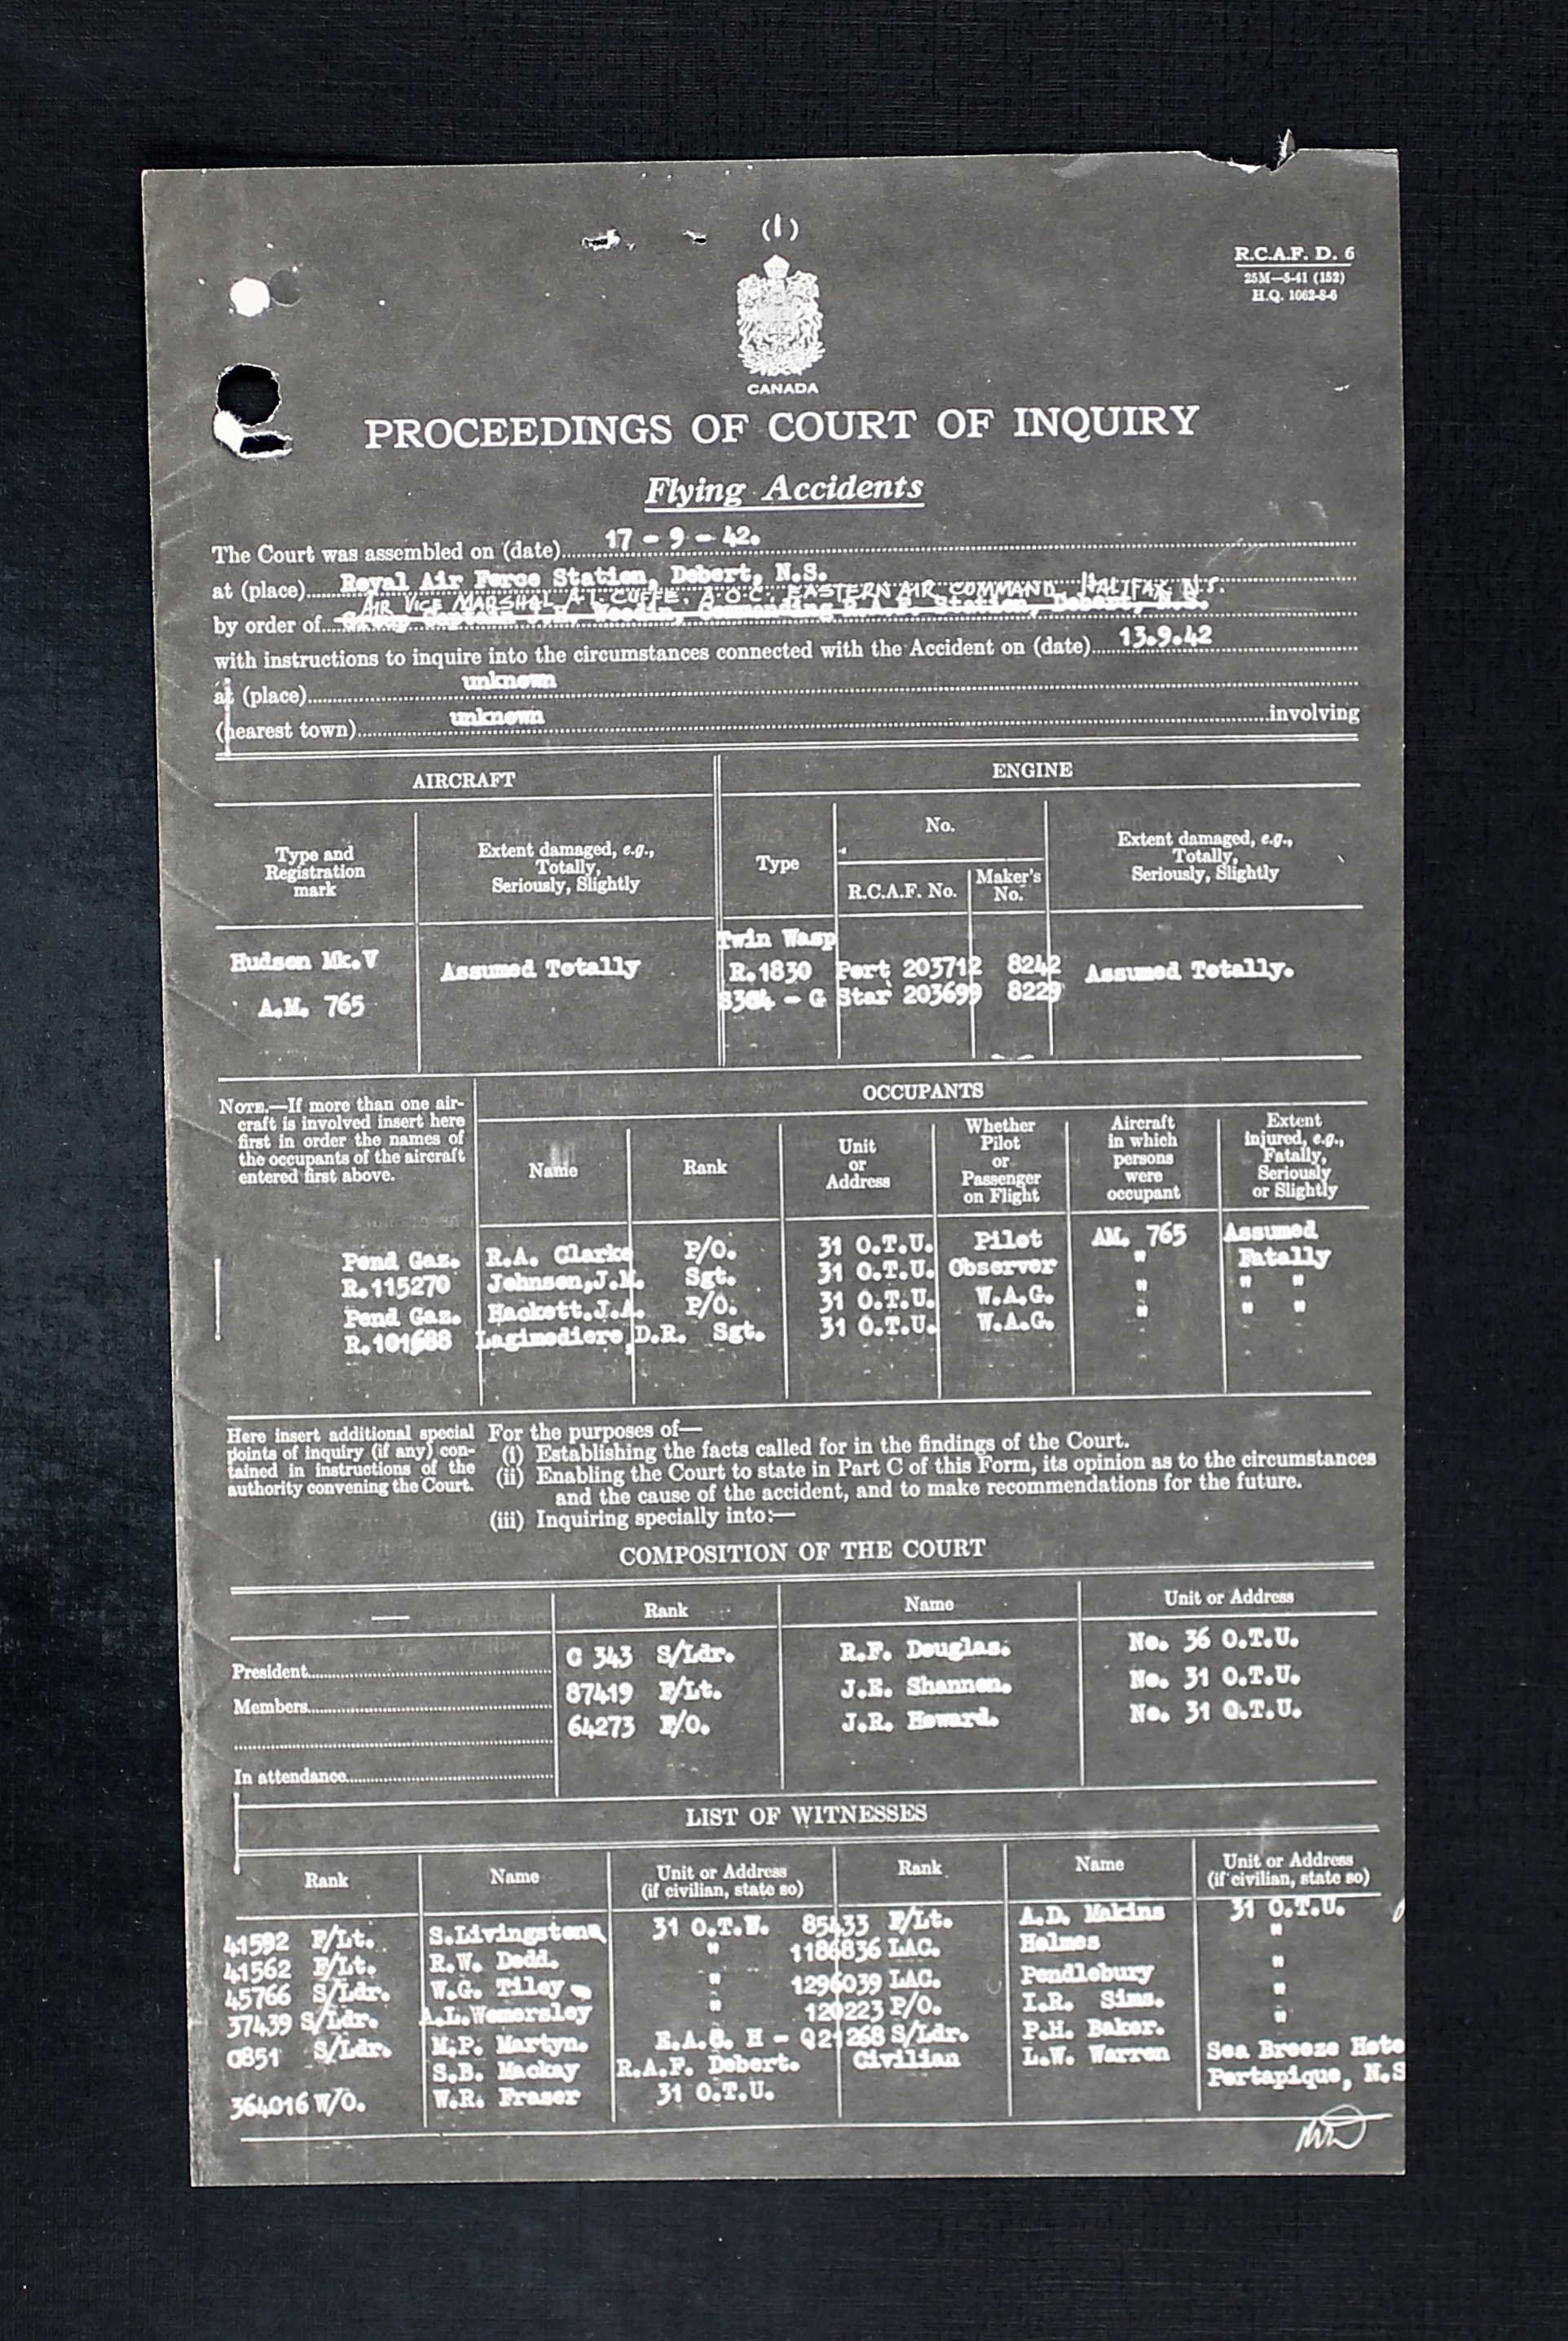 (1)
R.C.A.F. D. 6
25M—5-41 (152)
H.Q. 1062-8-6
CANADA
PROCEEDINGS OF COURT OF INQUIRY
Flying Accidents
The Court was assembled on (date) 17 - 9 - 42.
at (place) Royal Air Force Station, Debert, N.S.
AIR VICE MARSHAL A.L. CUFFE, A.O.C. EASTERN AIR COMMAND, HALIFAX, N.S.
by order of Commanding R.A.F. Station, Debert, N.S.
with instructions to inquire into the circumstances connected with the Accident on (date) 13.9.42
at (place) unknown
(nearest town) unknown involving
AIRCRAFT ENGINE
Type and Registration mark Extent damaged, e.g., Totally, Seriously, Slightly Type No. R.C.A.F. No. Maker's No. Extent damaged, e.g., Totally, Seriously, Slightly
Twin Wasp
Hudson Mk.V Assumed Totally R.1830 Port 203712 8242 Assumed Totally.
A.M. 765 S3C4 - G Star 203699 8229
NOTE.—If more than one air-
craft is involved insert here
first in order the names of
the occupants of the aircraft
entered first above.
OCCUPANTS
Name Rank Unit or Address Whether Pilot or Passenger on Flight Aircraft in which persons were occupant Extent injured, e.g., Fatally, Seriously or Slightly
Pend Gaz. R.A. Clarke P/O. 31 O.T.U. Pilot AM. 765 Assumed
R.115270 Johnson,J.M. Sgt. 31 O.T.U. Observer " Fatally
Pend Gaz. Hackett.J.A. P/O. 31 O.T.U. W.A.G. " " "
R.101688 Lagimodiere,D.R. Sgt. 31 O.T.U. W.A.G. " " "
Here insert additional special
points of inquiry (if any) con-
tained in instructions of the
authority convening the Court.
For the purposes of—
(i) Establishing the facts called for in the findings of the Court.
(ii) Enabling the Court to state in Part C of this Form, its opinion as to the circumstances
and the cause of the accident, and to make recommendations for the future.
(iii) Inquiring specially into:—
COMPOSITION OF THE COURT
Rank Name Unit or Address
President C 343 S/Ldr. R.F. Douglas. No. 36 O.T.U.
Members 87419 F/Lt. J.E. Shannon. No. 31 O.T.U.
64273 F/O. J.R. Howard. No. 31 O.T.U.
In attendance
LIST OF WITNESSES
Rank Name Unit or Address (if civilian, state so) Rank Name Unit or Address (if civilian, state so)
41592 F/Lt. S.Livingstone 31 O.T.U. 85433 F/Lt. A.D. Makins 31 O.T.U.
41562 F/Lt. R.W. Dodd. " 1186836 LAC. Holmes "
45766 S/Ldr. W.G. Tiley " 1296039 LAC. Pendlebury "
37439 S/Ldr. A.L.Womersley " 120223 P/O. I.R. Sims. "
C851 S/Ldr. M.P. Martyn. E.A.C. H - Q 21268 S/Ldr. P.H. Baker. "
S.B. Mackay R.A.F. Debert. Civilian L.W. Warren Sea Breeze Hote
364016 W/O. W.R. Fraser 31 O.T.U. Portapique, N.S